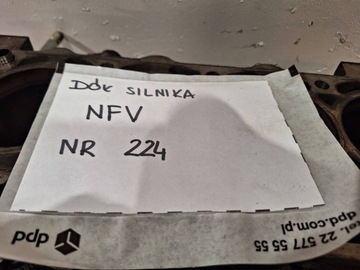 DÓŁ SILNIKA
NFV
NR 224
tel. 22 577 55 55
dpd.com.pl
dpd